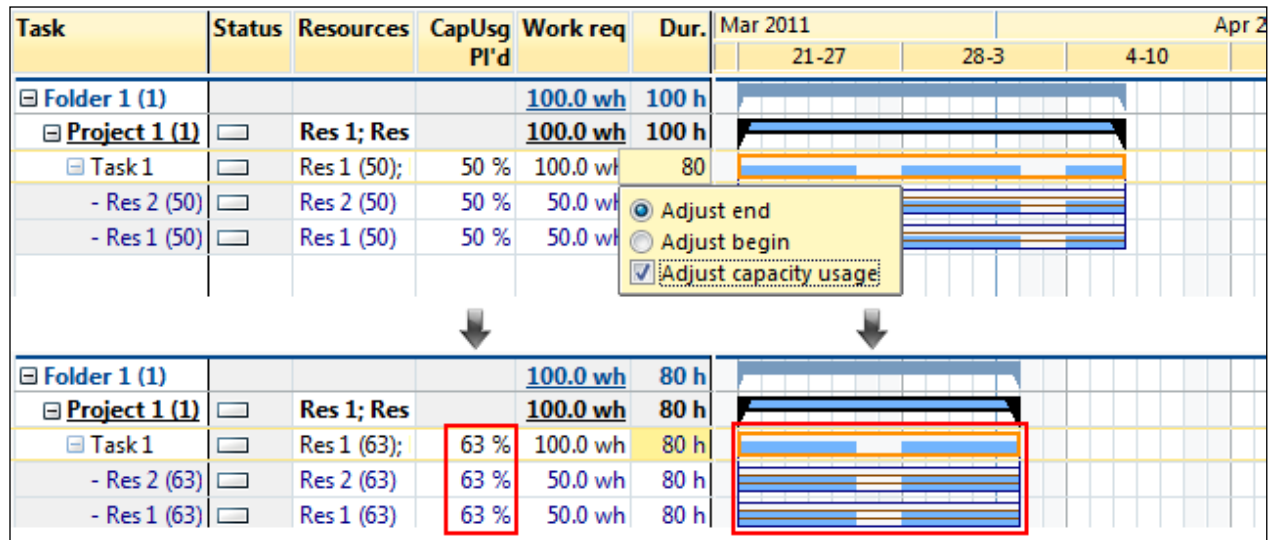 Task Status Resources CapUsg Work req Dur. Mar 2011 Apr 2
Pl'd 21-27 28-3 4-10
Folder 1 (1) 100.0 wh 100 h
Project 1 (1) Res 1; Res 100.0 wh 100 h
Task 1 Res 1 (50); 50 % 100.0 wh 80
- Res 2 (50) Res 2 (50) 50 % 50.0 wh
Adjust end
- Res 1 (50) Res 1 (50) 50 % 50.0 wh
Adjust begin
Adjust capacity usage
Folder 1 (1) 100.0 wh 80 h
Project 1 (1) Res 1; Res 100.0 wh 80 h
Task 1 Res 1 (63); 63 % 100.0 wh 80 h
- Res 2 (63) Res 2 (63) 63 % 50.0 wh 80 h
- Res 1 (63) Res 1 (63) 63 % 50.0 wh 80 h